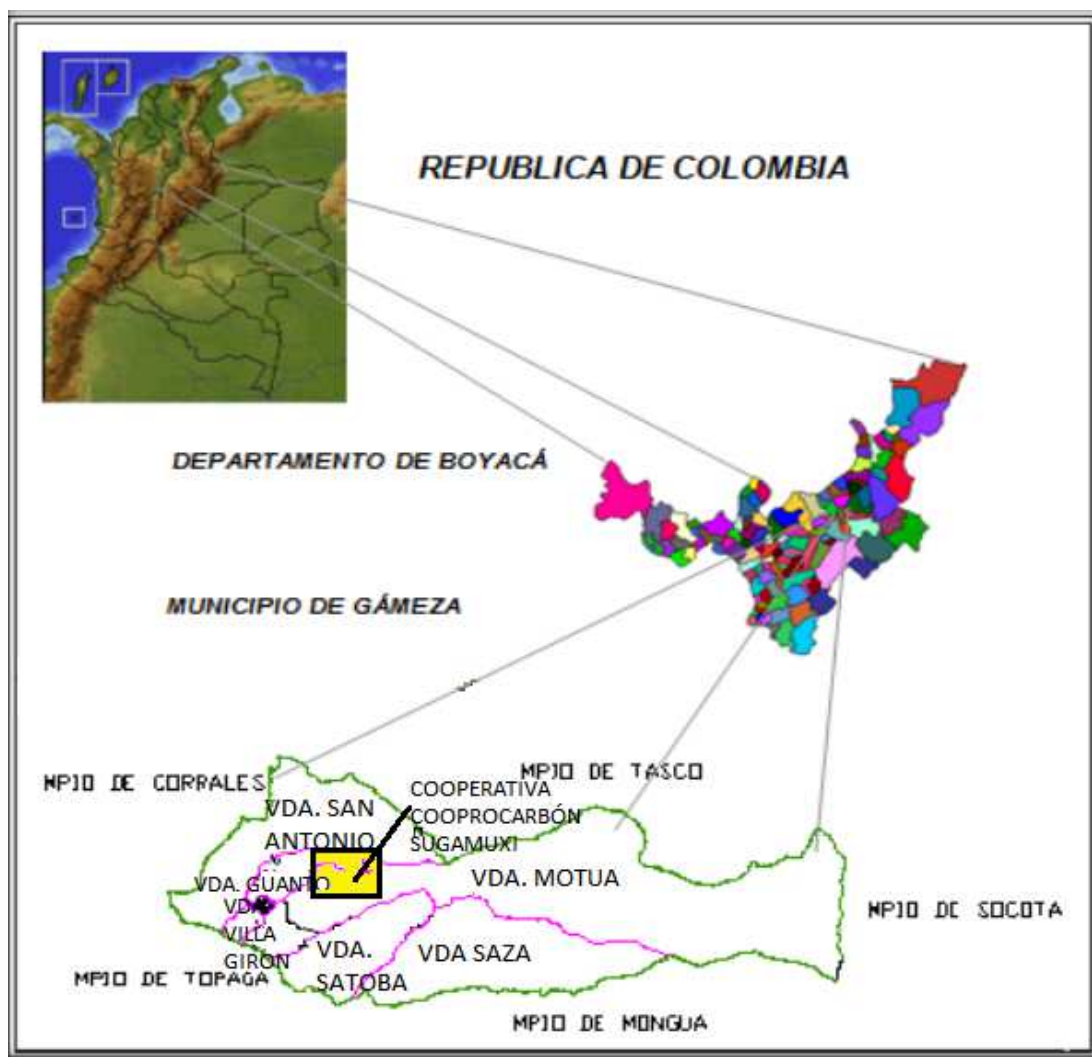 REPUBLICA DE COLOMBIA
DEPARTAMENTO DE BOYACÁ
MUNICIPIO DE GÁMEZA
MPIO DE CORRALES
MPIO DE TASCO
COOPERATIVA
COOPROCARBÓN
SUGAMUXI
VDA. SAN
ANTONIO
VDA. GUANTO
VDA
VILLA
GIRON
VDA. MOTUA
MPIO DE SOCOTA
VDA.
SATOBA
VDA SAZA
MPIO DE TOPAGA
MPIO DE MONGUA